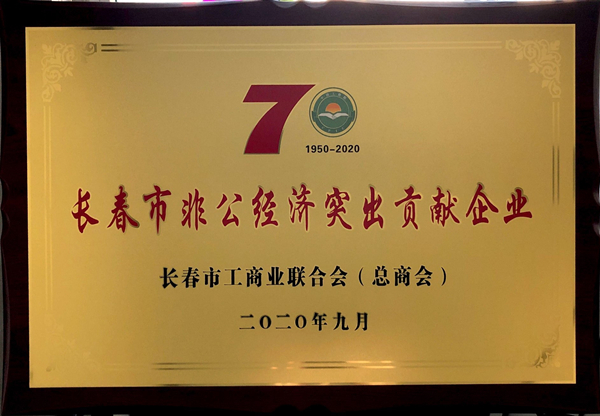 70
1950-2020
长春市非公经济突出贡献企业
长春市工商业联合会（总商会）
二〇二〇年九月